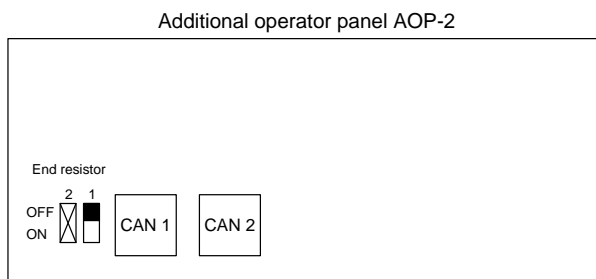 Additional operator panel AOP-2
End resistor
2 1
OFF
ON
CAN 1 CAN 2